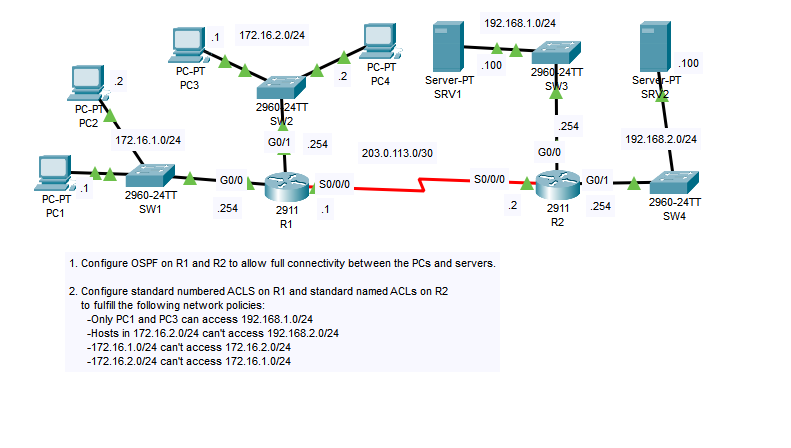 192.168.1.0/24
.1
172.16.2.0/24
PC-PT
PC3
.2
PC-PT
PC4
.100
Server-PT
SRV1
2960-24TT
SW3
.100
Server-PT
SRV2
.2
PC-PT
PC2
2960-24TT
SW2
172.16.1.0/24
G0/1
.254
203.0.113.0/30
.254
G0/0
192.168.2.0/24
.1
PC-PT
PC1
2960-24TT
SW1
G0/0
.254
S0/0/0
.1
2911
R1
S0/0/0
.2
2911
R2
G0/1
.254
2960-24TT
SW4
1. Configure OSPF on R1 and R2 to allow full connectivity between the PCs and servers.
2. Configure standard numbered ACLS on R1 and standard named ACLs on R2
to fulfill the following network policies:
-Only PC1 and PC3 can access 192.168.1.0/24
-Hosts in 172.16.2.0/24 can't access 192.168.2.0/24
-172.16.1.0/24 can't access 172.16.2.0/24
-172.16.2.0/24 can't access 172.16.1.0/24